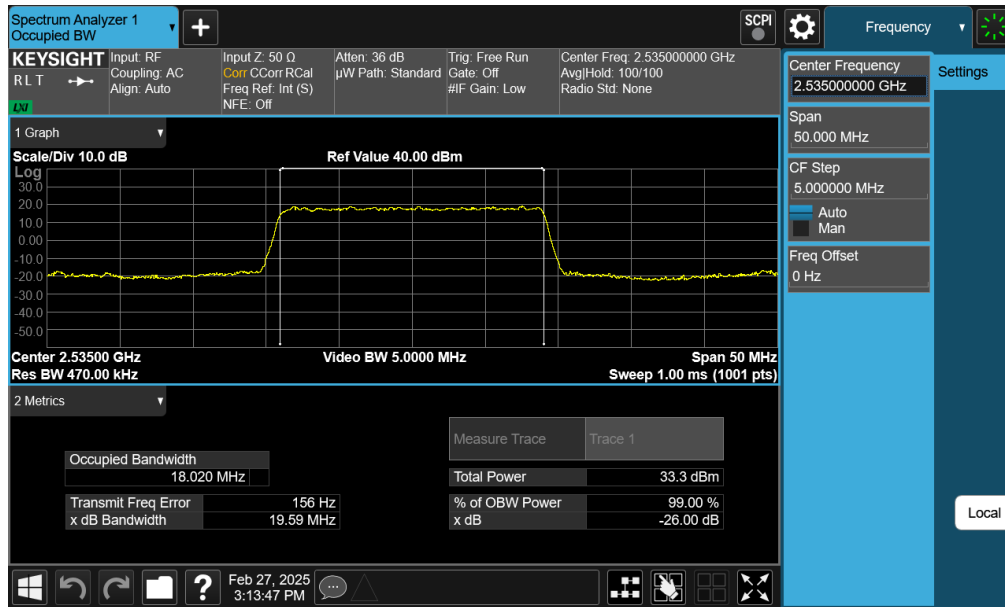 Spectrum Analyzer 1
Occupied BW
+
SCPI
Frequency
KEYSIGHT
RLT
LXI
Input: RF
Coupling: AC
Align: Auto
Input Z: 50 Ω
Corr CCorr RCal
Freq Ref: Int (S)
NFE: Off
Atten: 36 dB
µW Path: Standard
Trig: Free Run
Gate: Off
#IF Gain: Low
Center Freq: 2.535000000 GHz
Avg|Hold: 100/100
Radio Std: None
Center Frequency
2.535000000 GHz
Settings
Span
50.000 MHz
CF Step
5.000000 MHz
Auto
Man
Freq Offset
0 Hz
1 Graph
Scale/Div 10.0 dB
Ref Value 40.00 dBm
Log
30.0
20.0
10.0
0.00
-10.0
-20.0
-30.0
-40.0
-50.0
Center 2.53500 GHz
Video BW 5.0000 MHz
Span 50 MHz
Res BW 470.00 kHz
Sweep 1.00 ms (1001 pts)
2 Metrics
Measure Trace
Trace 1
Occupied Bandwidth
18.020 MHz
Total Power
33.3 dBm
Transmit Freq Error
156 Hz
% of OBW Power
99.00 %
x dB Bandwidth
19.59 MHz
x dB
-26.00 dB
Local
?
Feb 27, 2025
3:13:47 PM